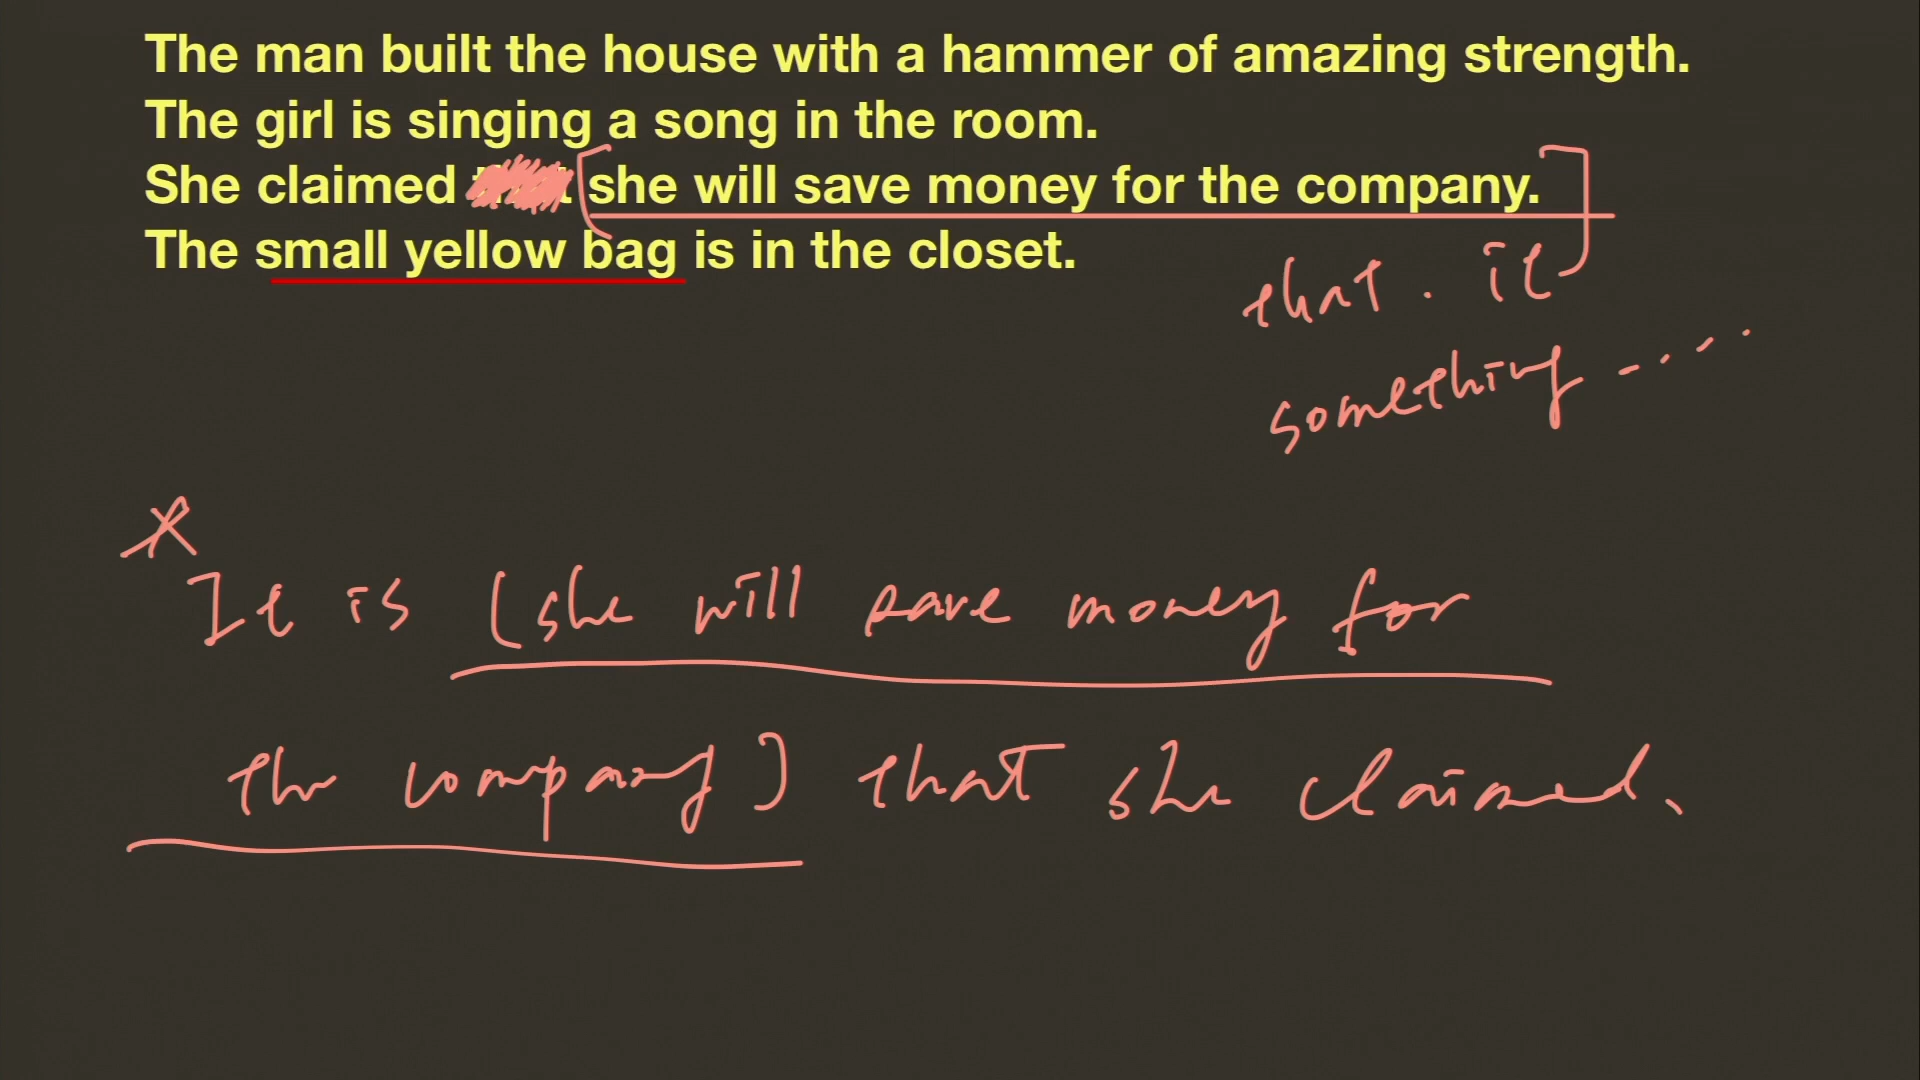 The man built the house with a hammer of amazing strength.
The girl is singing a song in the room.
She claimed [she will save money for the company.]
The small yellow bag is in the closet.
that. it
something .....
*
It is [she will save money for
the company] that she claimed.